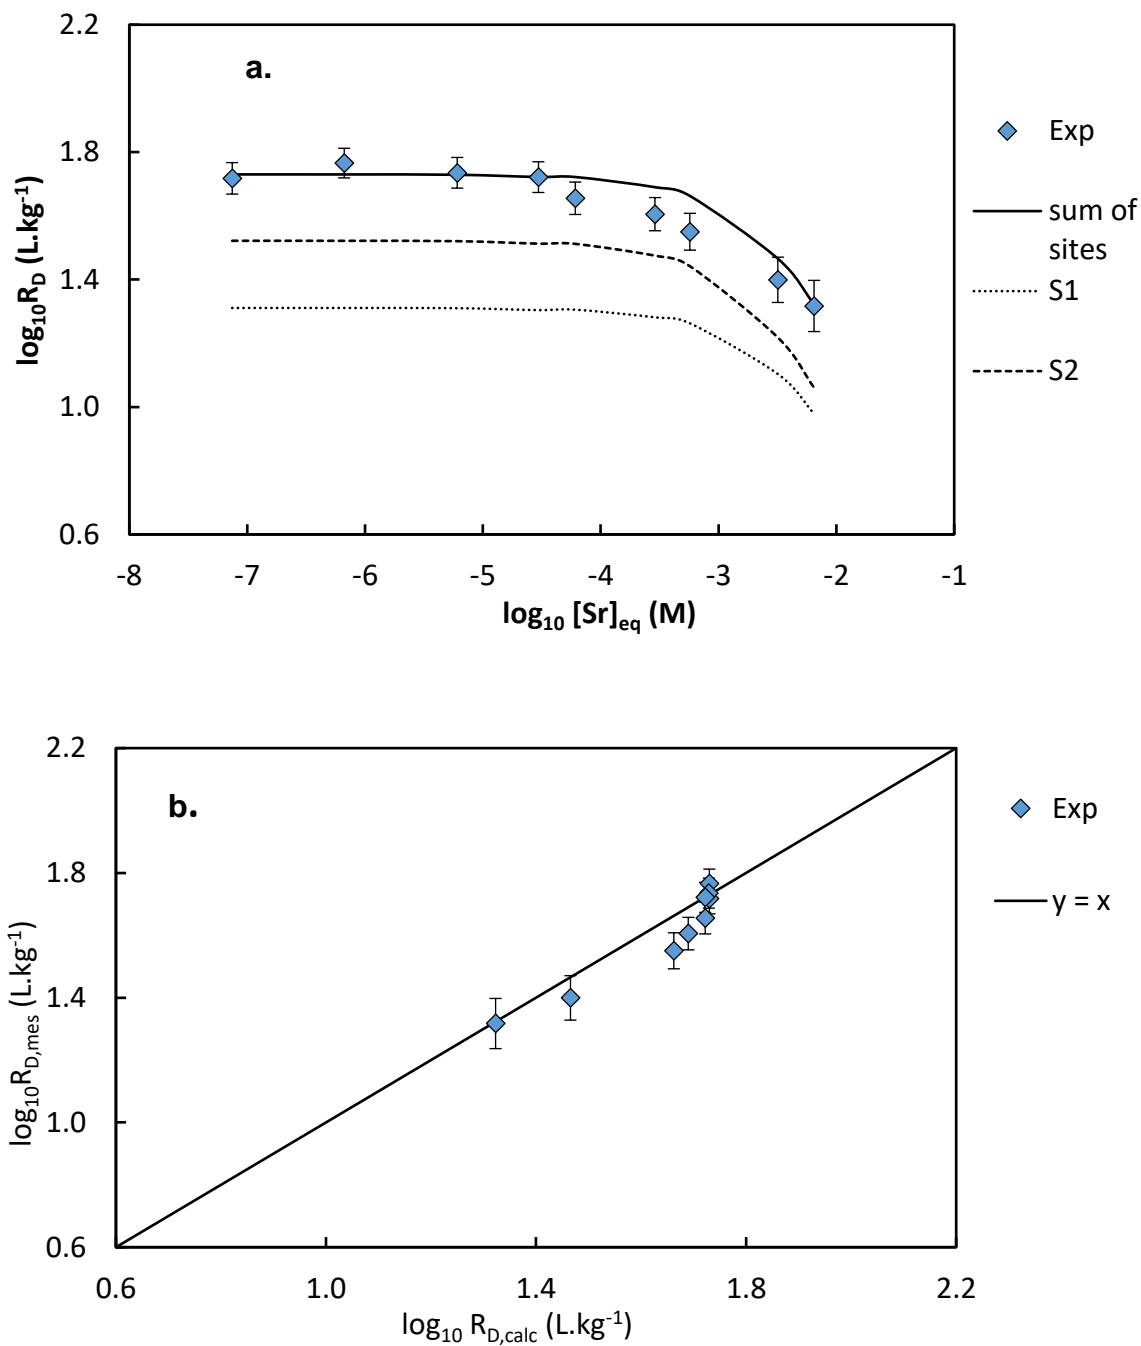 2.2
1.8
1.4
1.0
0.6
log₁₀R_D (L.kg⁻¹)
a.
-8 -7 -6 -5 -4 -3 -2 -1
log₁₀ [Sr]eq (M)
Exp
sum of
sites
S1
S2
2.2
1.8
1.4
1.0
0.6
log₁₀R_D,mes (L.kg⁻¹)
b.
0.6 1.0 1.4 1.8 2.2
log₁₀ R_D,calc (L.kg⁻¹)
Exp
y = x